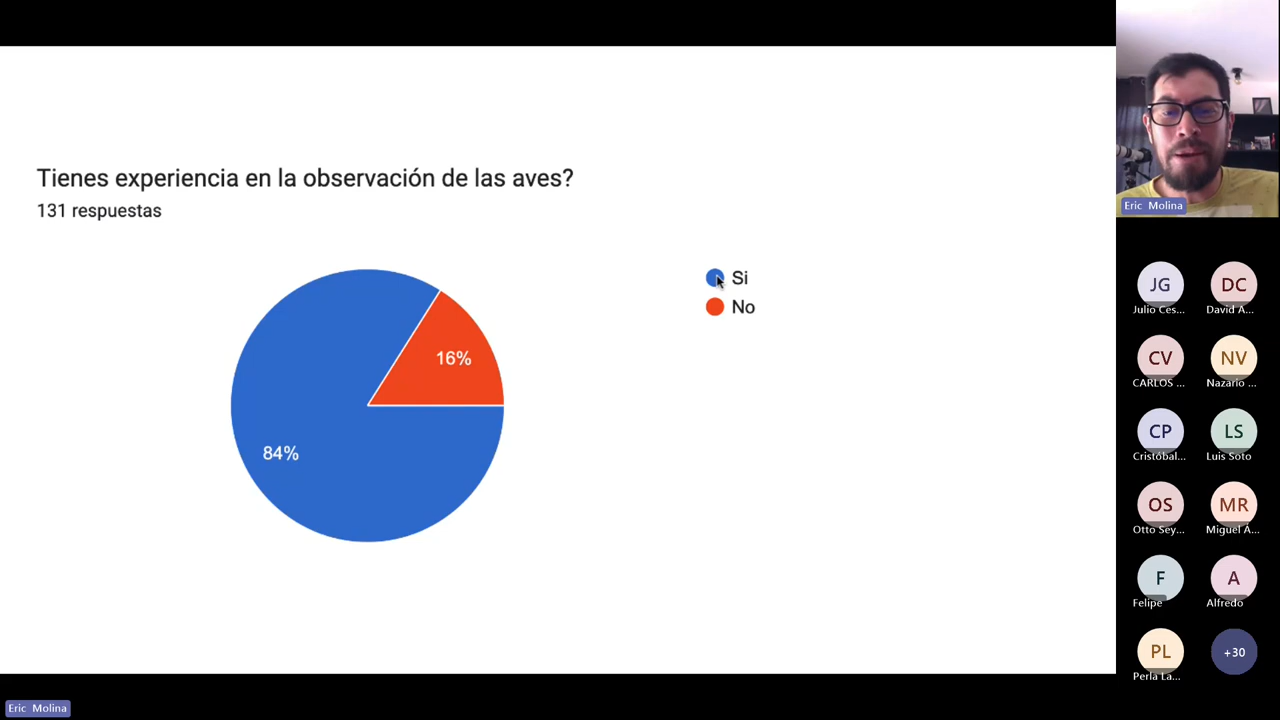 Tienes experiencia en la observación de las aves?
131 respuestas
Si
No
16%
84%
Eric Molina
JG
DC
Julio Ces...
David A...
CV
NV
CARLOS ...
Nazario ...
CP
LS
Cristóbal...
Luis Soto
OS
MR
Otto Sey...
Miguel Á...
F
A
Felipe
Alfredo
PL
+30
Perla La...
Eric Molina